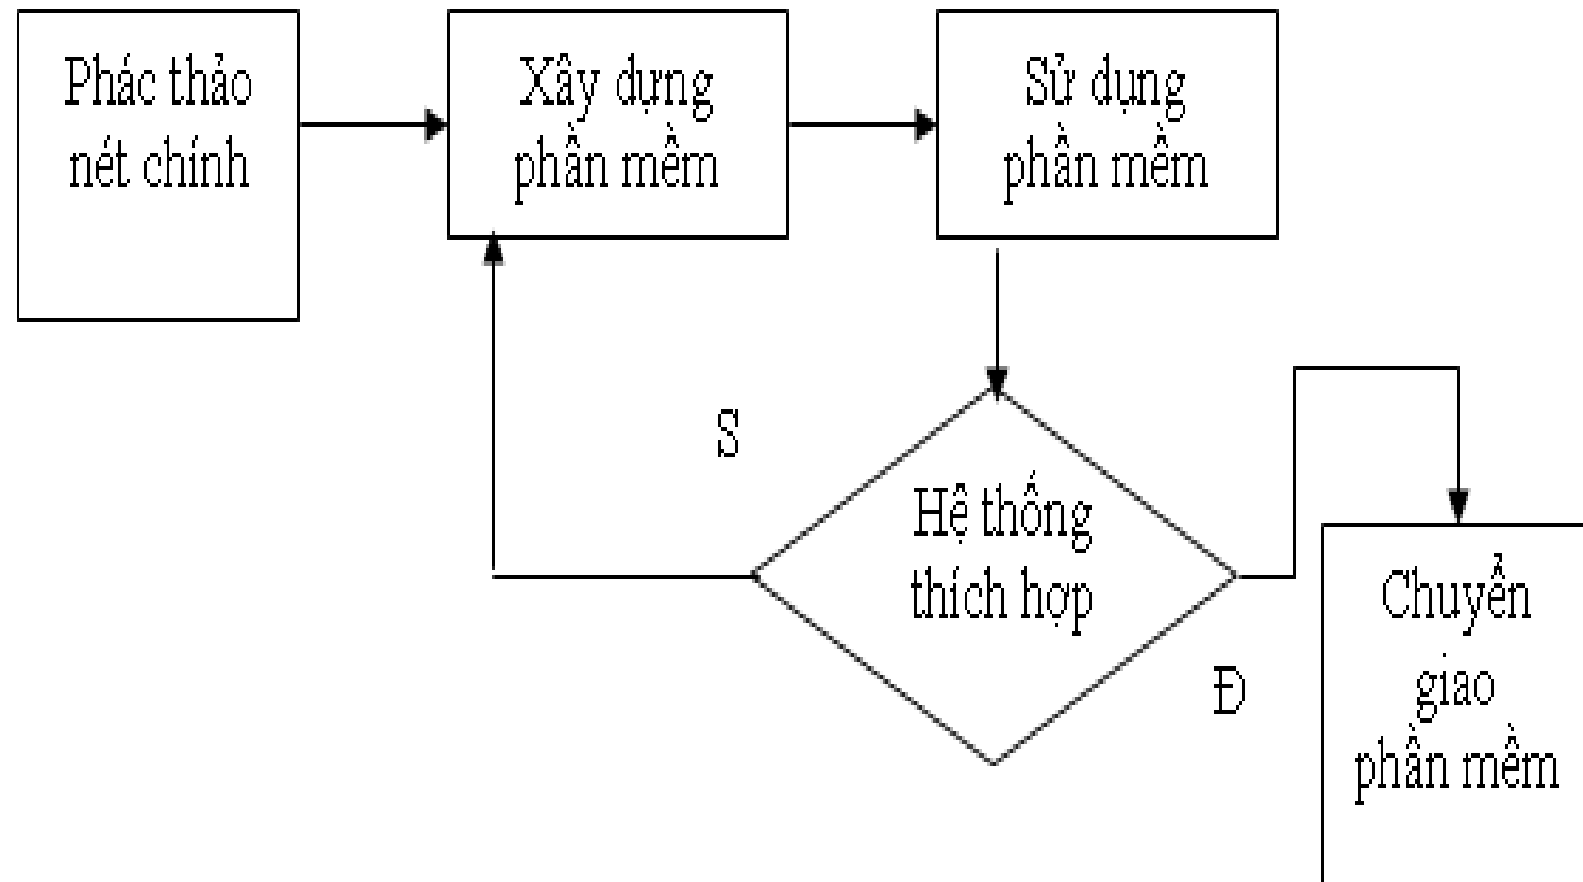 Phác thảo
nét chính
Xây dựng
phần mềm
Sử dụng
phần mềm
S
Hệ thống
thích hợp
Đ
Chuyển
giao
phần mềm